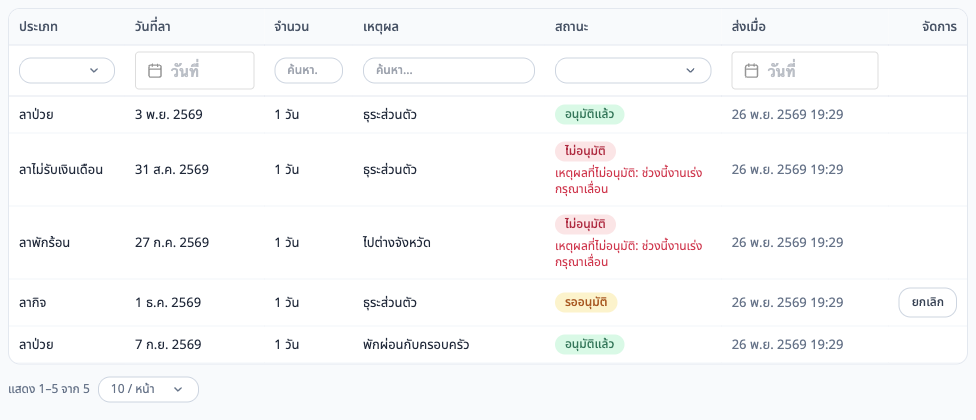 ประเภท วันที่ลา จำนวน เหตุผล สถานะ ส่งเมื่อ จัดการ
วันที่ ค้นหา. ค้นหา... วันที่
ลาป่วย 3 พ.ย. 2569 1 วัน ธุระส่วนตัว อนุมัติแล้ว 26 พ.ย. 2569 19:29
ลาไม่รับเงินเดือน 31 ส.ค. 2569 1 วัน ธุระส่วนตัว ไม่อนุมัติ 26 พ.ย. 2569 19:29
เหตุผลที่ไม่อนุมัติ: ช่วงนี้งานเร่ง
กรุณาเลื่อน
ลาพักร้อน 27 ก.ค. 2569 1 วัน ไปต่างจังหวัด ไม่อนุมัติ 26 พ.ย. 2569 19:29
เหตุผลที่ไม่อนุมัติ: ช่วงนี้งานเร่ง
กรุณาเลื่อน
ลากิจ 1 ธ.ค. 2569 1 วัน ธุระส่วนตัว รออนุมัติ 26 พ.ย. 2569 19:29 ยกเลิก
ลาป่วย 7 ก.ย. 2569 1 วัน พักผ่อนกับครอบครัว อนุมัติแล้ว 26 พ.ย. 2569 19:29
แสดง 1–5 จาก 5 10 / หน้า